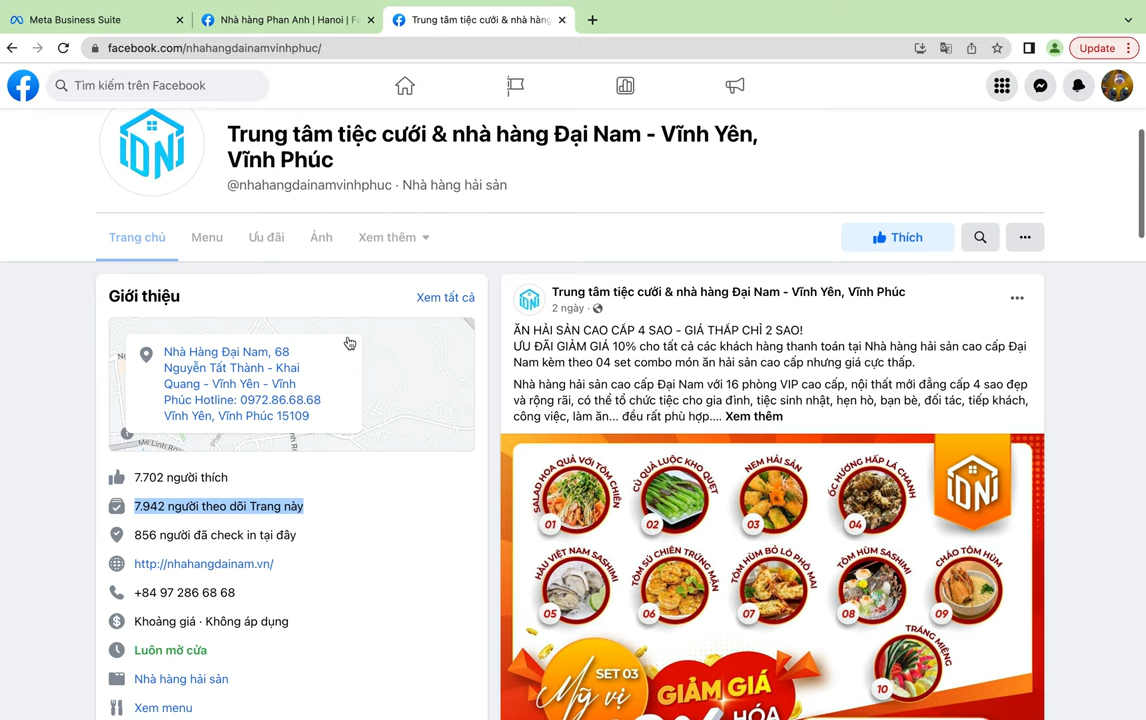 Meta Business Suite
Nhà hàng Phan Anh | Hanoi | F
Trung tâm tiệc cưới & nhà hàng
facebook.com/nhahangdainamvinhphuc/
Update
Tìm kiếm trên Facebook
Trung tâm tiệc cưới & nhà hàng Đại Nam - Vĩnh Yên,
Vĩnh Phúc
@nhahangdainamvinhphuc · Nhà hàng hải sản
Trang chủ
Menu
Ưu đãi
Ảnh
Xem thêm
Thích
Giới thiệu
Xem tất cả
Nhà Hàng Đại Nam, 68
Nguyễn Tất Thành - Khai
Quang - Vĩnh Yên - Vĩnh
Phúc Hotline: 0972.86.68.68
Vĩnh Yên, Vĩnh Phúc 15109
Me Linh Ro
7.702 người thích
7.942 người theo dõi Trang này
856 người đã check in tại đây
http://nhahangdainam.vn/
+84 97 286 68 68
Khoảng giá · Không áp dụng
Luôn mở cửa
Nhà hàng hải sản
Xem menu
Trung tâm tiệc cưới & nhà hàng Đại Nam - Vĩnh Yên, Vĩnh Phúc
2 ngày ·
ĂN HẢI SẢN CAO CẤP 4 SAO - GIÁ THẤP CHỈ 2 SAO!
ƯU ĐÃI GIẢM GIÁ 10% cho tất cả các khách hàng thanh toán tại Nhà hàng hải sản cao cấp Đại
Nam kèm theo 04 set combo món ăn hải sản cao cấp nhưng giá cực thấp.
Nhà hàng hải sản cao cấp Đại Nam với 16 phòng VIP cao cấp, nội thất mới đẳng cấp 4 sao đẹp
và rộng rãi, có thể tổ chức tiệc cho gia đình, tiệc sinh nhật, hẹn hò, bạn bè, đối tác, tiếp khách,
công việc, làm ăn... đều rất phù hợp.... Xem thêm
SALAD HOA QUẢ VỚI TÔM CHIÊN
01
CỦ QUẢ LUỘC KHO QUẸT
02
NEM HẢI SẢN
03
ỐC HƯƠNG HẤP LÁ CHANH
04
HÀU VIỆT NAM SASHIMI
05
TÔM SÚ CHIÊN TRỨNG MẶN
06
TÔM HÙM BỎ LÒ PHÔ MAI
07
TÔM HÙM SASHIMI
08
CHÁO TÔM HÙM
09
TRÁNG MIỆNG
10
SET 03
Mỹ vị
GIẢM GIÁ
HÓA